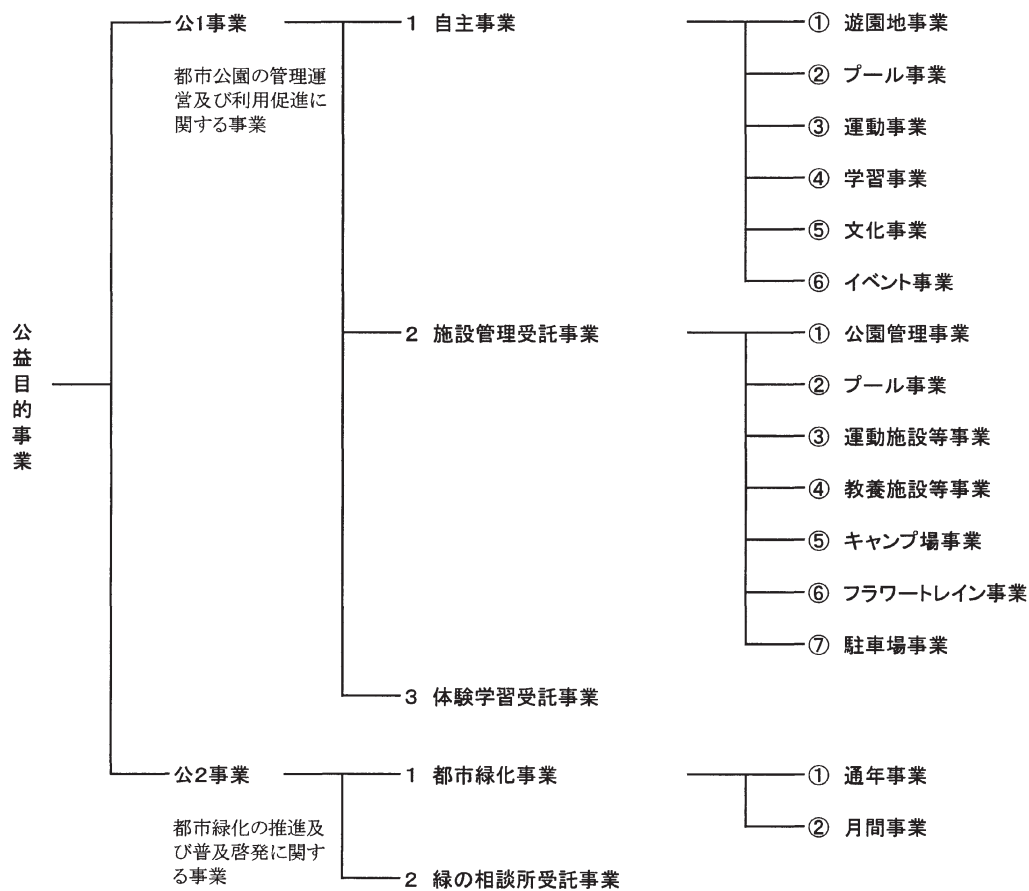 公益目的事業
公1事業
都市公園の管理運
営及び利用促進に
関する事業
1 自主事業
① 遊園地事業
② プール事業
③ 運動事業
④ 学習事業
⑤ 文化事業
⑥ イベント事業
2 施設管理受託事業
① 公園管理事業
② プール事業
③ 運動施設等事業
④ 教養施設等事業
⑤ キャンプ場事業
⑥ フラワートレイン事業
⑦ 駐車場事業
3 体験学習受託事業
公2事業
都市緑化の推進及
び普及啓発に関す
る事業
1 都市緑化事業
① 通年事業
② 月間事業
2 緑の相談所受託事業